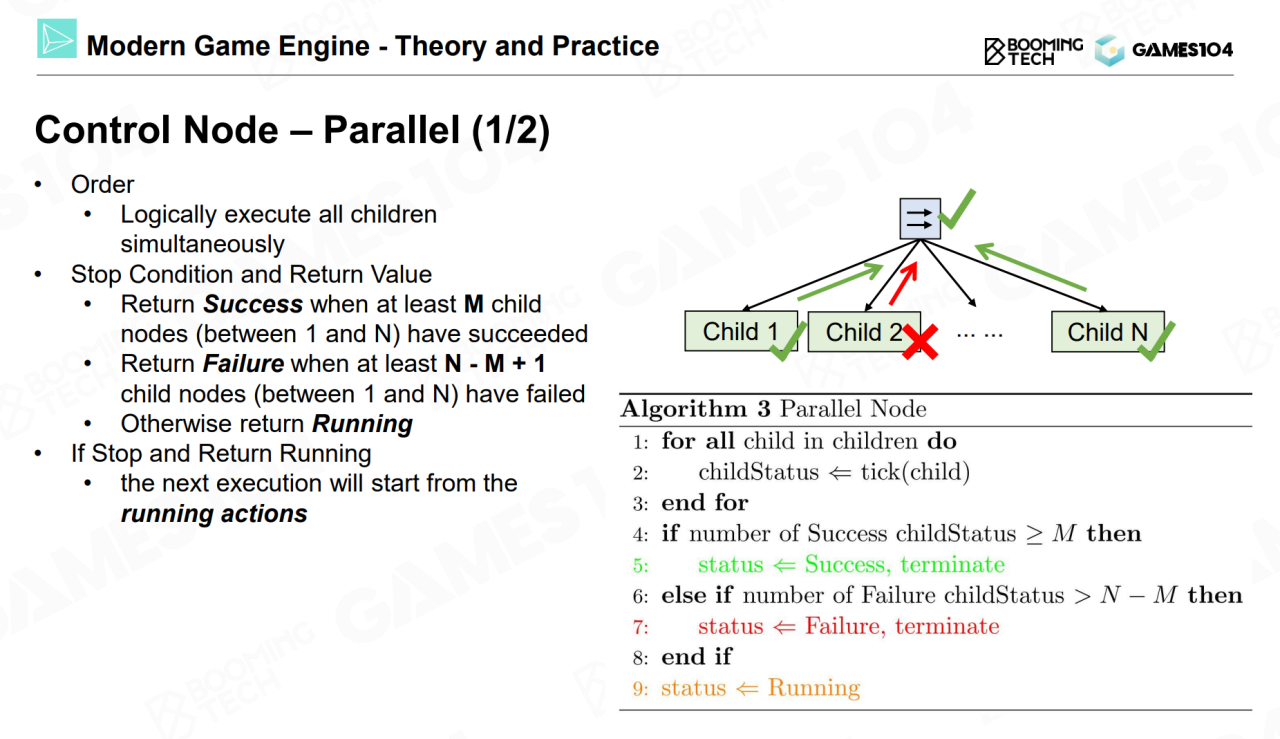 Modern Game Engine - Theory and Practice
BOOMING
TECH
GAMES104
Control Node – Parallel (1/2)
• Order
• Logically execute all children
simultaneously
• Stop Condition and Return Value
• Return Success when at least M child
nodes (between 1 and N) have succeeded
• Return Failure when at least N - M + 1
child nodes (between 1 and N) have failed
• Otherwise return Running
• If Stop and Return Running
• the next execution will start from the
running actions
Child 1
Child 2
... ...
Child N
Algorithm 3 Parallel Node
1: for all child in children do
2: childStatus ⇐ tick(child)
3: end for
4: if number of Success childStatus ≥ M then
5: status ⇐ Success, terminate
6: else if number of Failure childStatus > N − M then
7: status ⇐ Failure, terminate
8: end if
9: status ⇐ Running